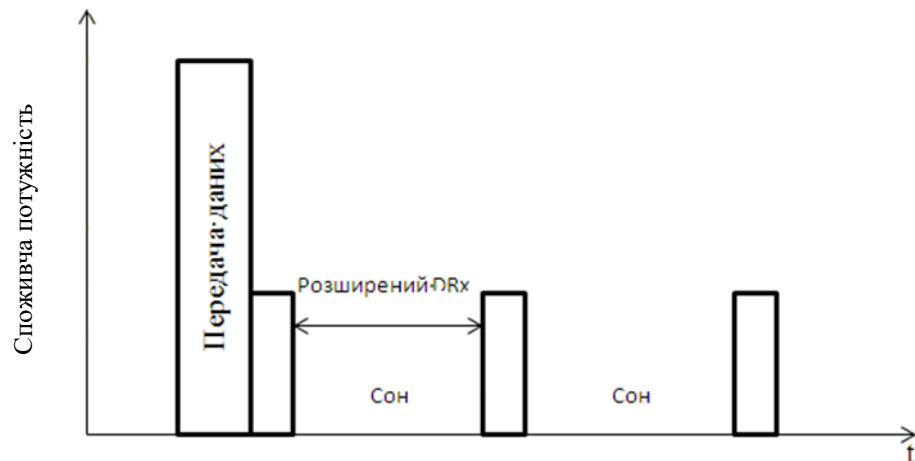 Споживча потужність
Передача·даних
Розширений·DRx
Сон
Сон
t